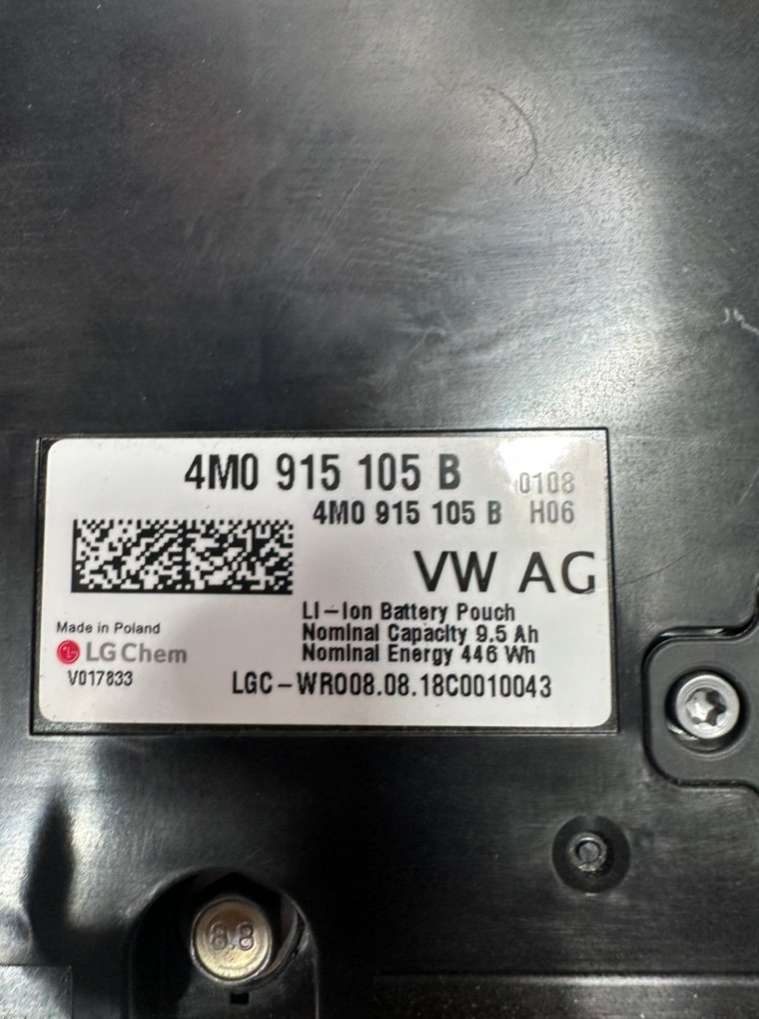 4M0 915 105 B 0108
4M0 915 105 B H06
VW AG
LI-Ion Battery Pouch
Nominal Capacity 9.5 Ah
Nominal Energy 446 Wh
Made in Poland
LG Chem
V017833
LGC-WRO08.08.18C0010043
8.8